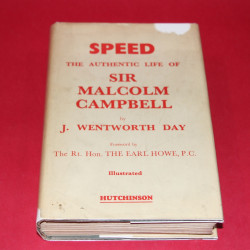 SPEED
THE AUTHENTIC LIFE OF
SIR
MALCOLM
CAMPBELL
by
J. WENTWORTH DAY
Foreword by
The Rt. Hon. THE EARL HOWE, P.C.
Illustrated
HUTCHINSON